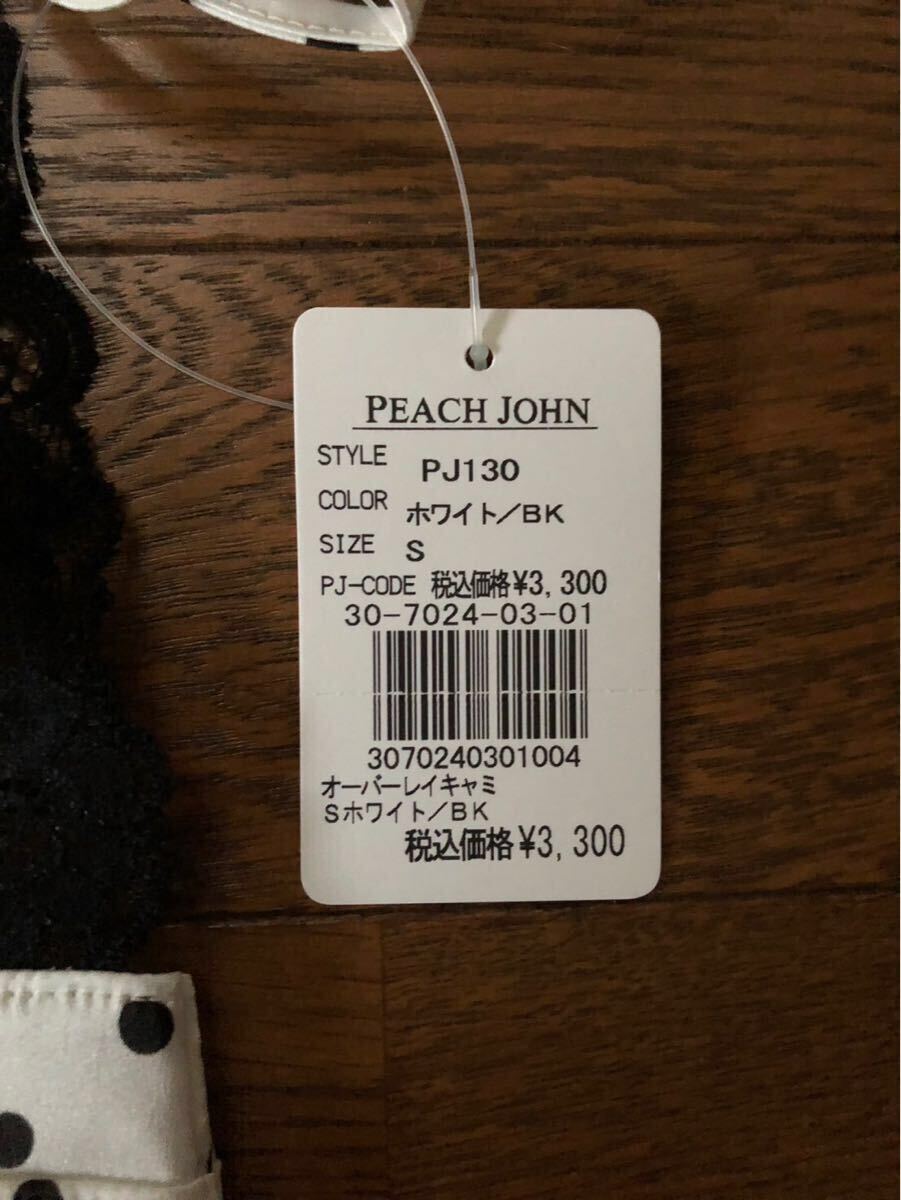 PEACH JOHN
STYLE PJ130
COLOR ホワイト/BK
SIZE S
PJ-CODE 税込価格¥3,300
30-7024-03-01
3070240301004
オーバーレイキャミ
Sホワイト/BK
税込価格¥3,300